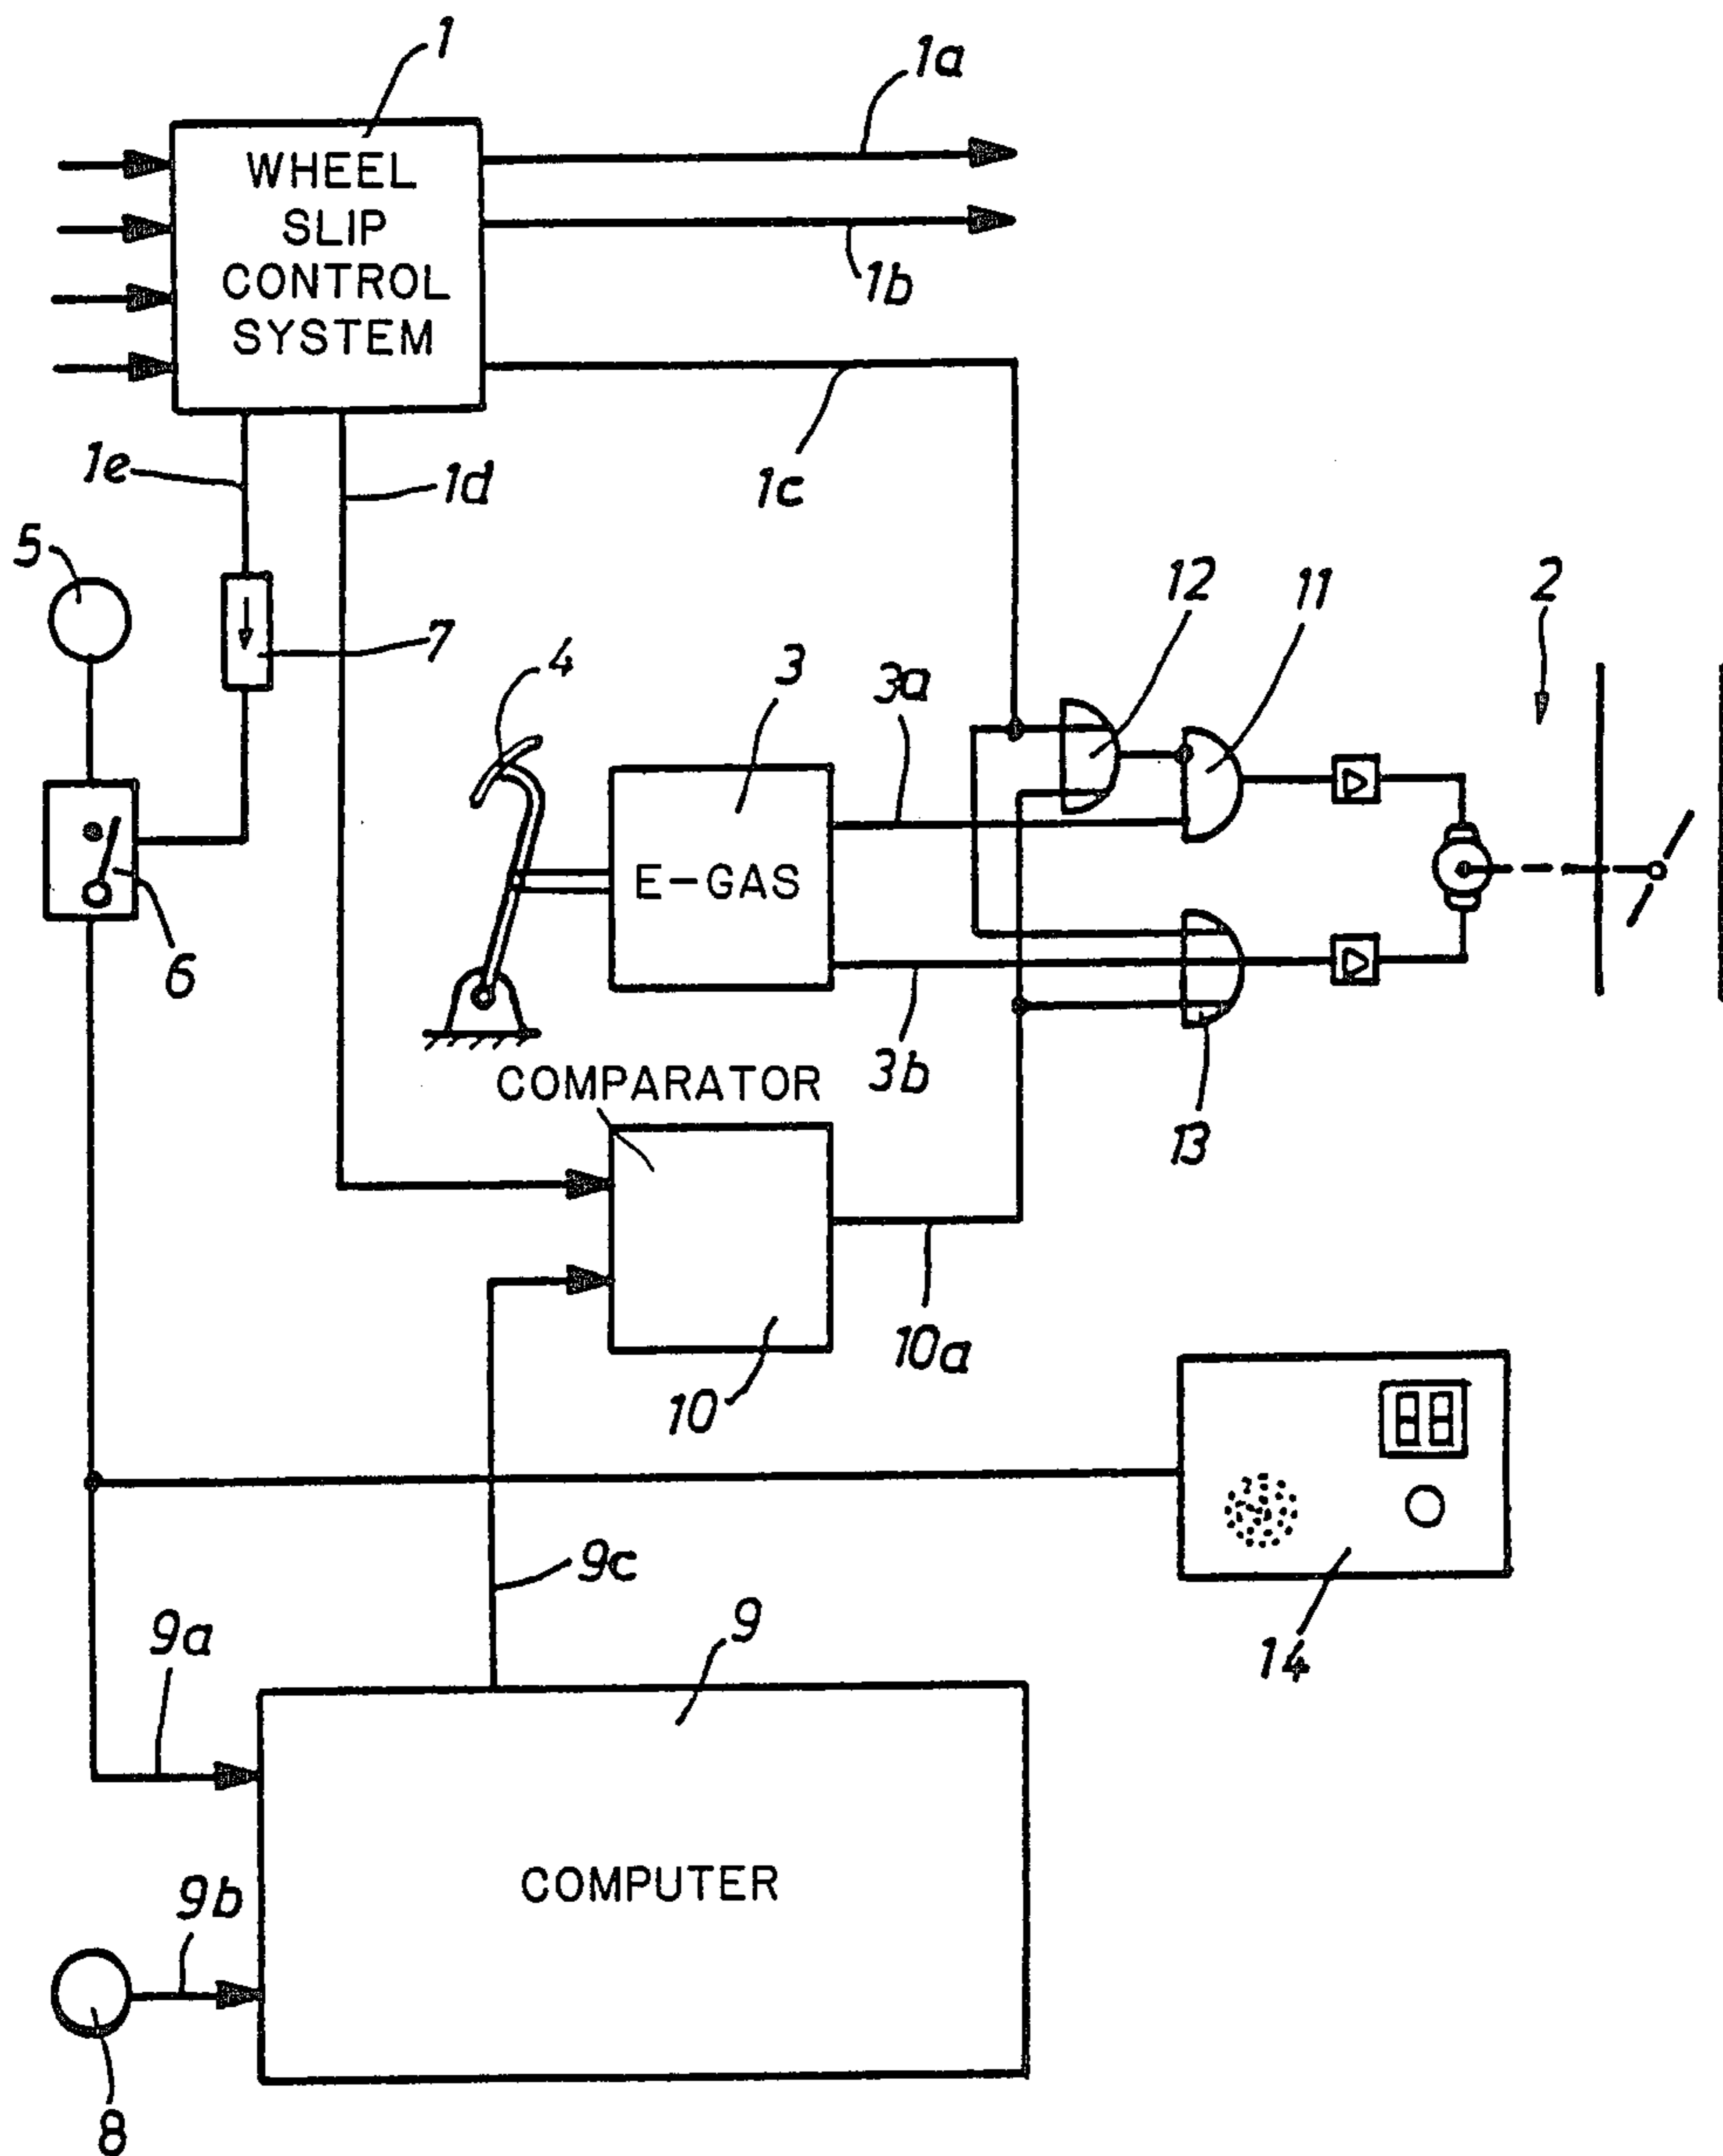 1
1a
WHEEL
SLIP
CONTROL
SYSTEM
1b
1e
1d
1c
5
7
12
11
2
4
3
3a
E-GAS
6
3b
13
COMPARATOR
10
10a
88
9c
9a
9
14
COMPUTER
9b
8